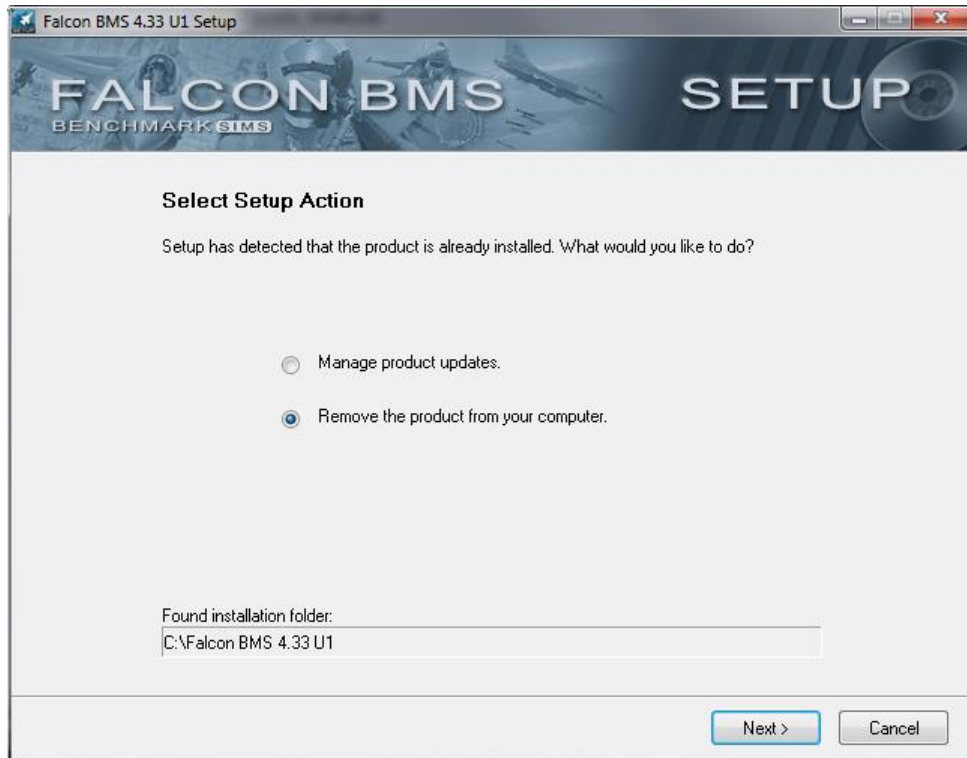 Falcon BMS 4.33 U1 Setup
FALCON BMS SETUP
BENCHMARK SIMS
Select Setup Action
Setup has detected that the product is already installed. What would you like to do?
Manage product updates.
Remove the product from your computer.
Found installation folder:
C:\Falcon BMS 4.33 U1
Next > Cancel